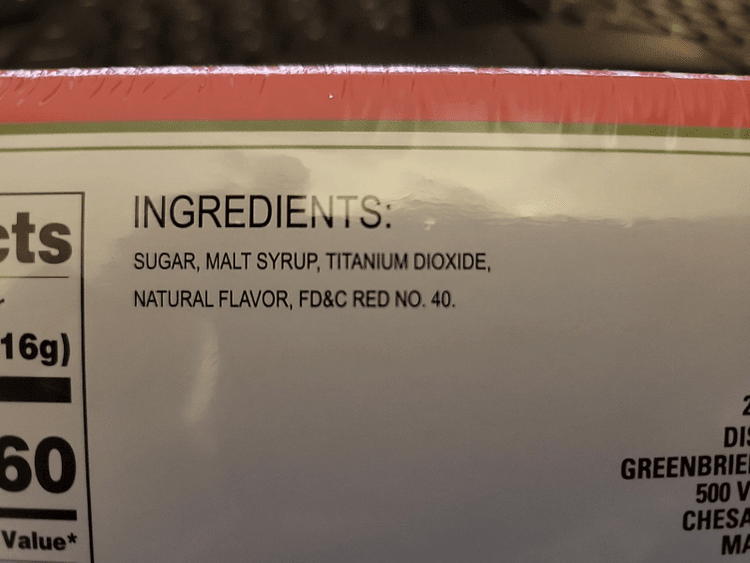 INGREDIENTS:
SUGAR, MALT SYRUP, TITANIUM DIOXIDE,
NATURAL FLAVOR, FD&C RED NO. 40.
cts
16g)
60
Value*
2
DIS
GREENBRIE
500 V
CHESA
MA